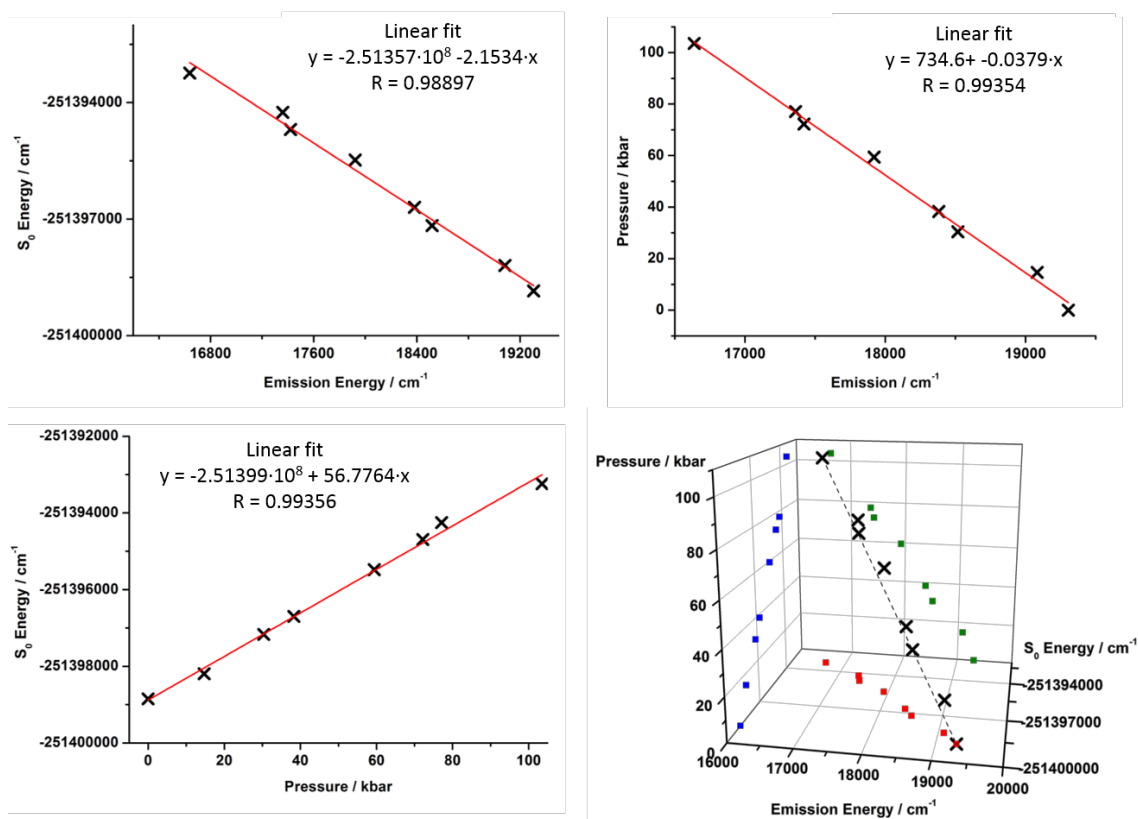 Linear fit
y = -2.51357·10⁸ -2.1534·x
R = 0.98897
-251394000
-251397000
-251400000
S₀ Energy / cm⁻¹
16800
17600
18400
19200
Emission Energy / cm⁻¹
Linear fit
y = 734.6+ -0.0379·x
R = 0.99354
100
80
60
40
20
0
Pressure / kbar
17000
18000
19000
Emission / cm⁻¹
Linear fit
y = -2.51399·10⁸ + 56.7764·x
R = 0.99356
-251392000
-251394000
-251396000
-251398000
-251400000
S₀ Energy / cm⁻¹
0
20
40
60
80
100
Pressure / kbar
Pressure / kbar
100
80
60
40
20
0
S₀ Energy / cm⁻¹
-251394000
-251397000
-251400000
16000
17000
18000
19000
20000
Emission Energy / cm⁻¹